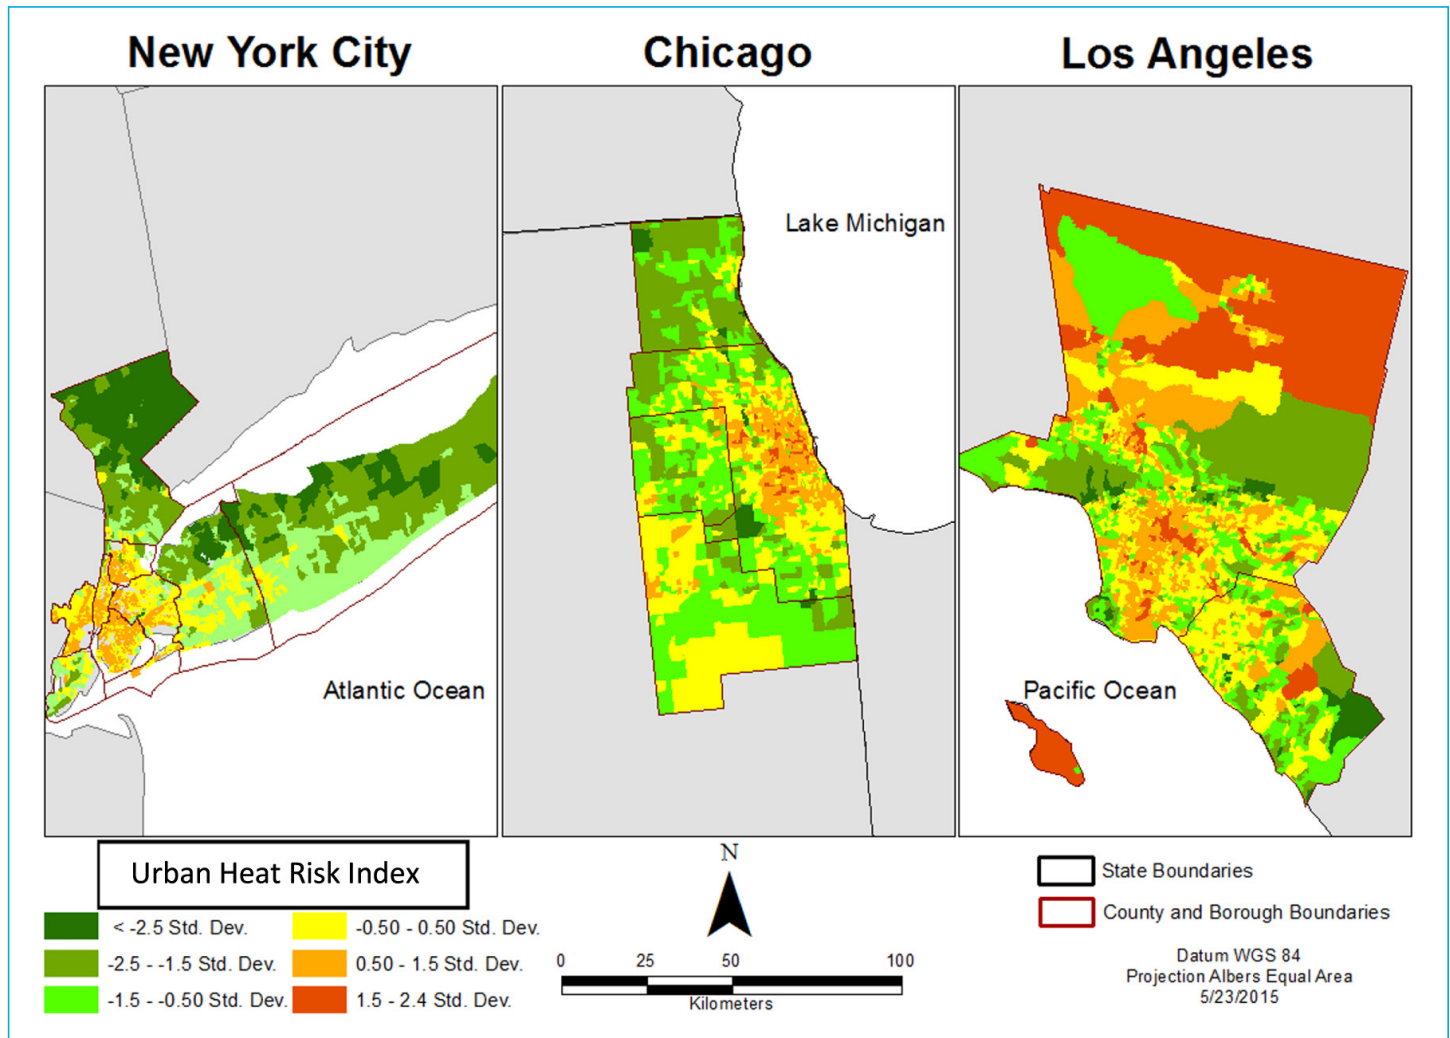 New York City
Chicago
Los Angeles
Lake Michigan
Atlantic Ocean
Pacific Ocean
Urban Heat Risk Index
< -2.5 Std. Dev.
-2.5 - -1.5 Std. Dev.
-1.5 - -0.50 Std. Dev.
-0.50 - 0.50 Std. Dev.
0.50 - 1.5 Std. Dev.
1.5 - 2.4 Std. Dev.
N
0 25 50 100
Kilometers
State Boundaries
County and Borough Boundaries
Datum WGS 84
Projection Albers Equal Area
5/23/2015